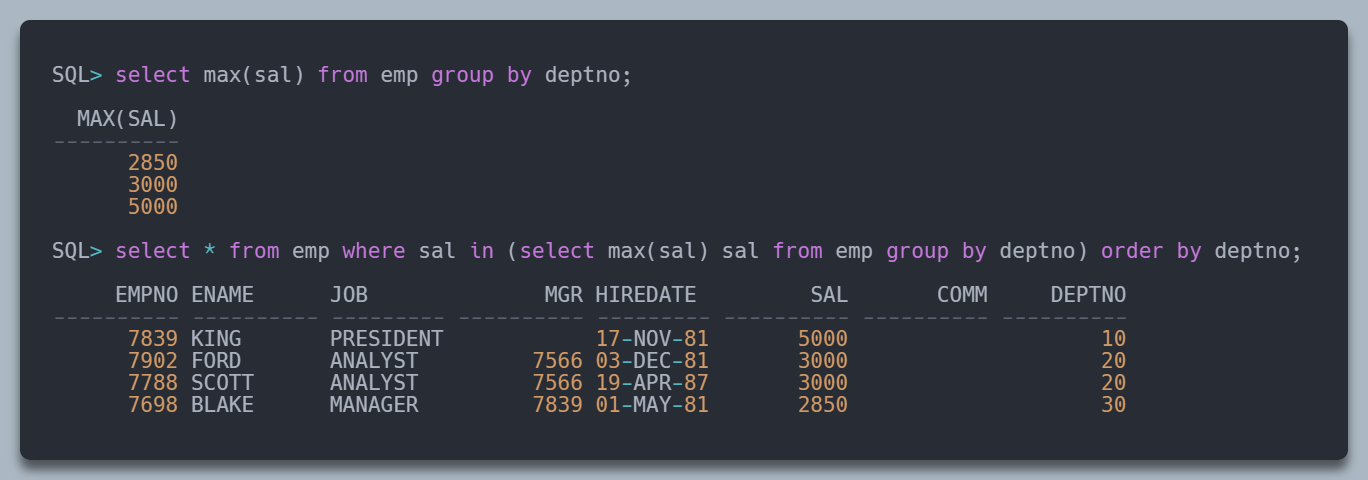 SQL> select max(sal) from emp group by deptno;
  MAX(SAL)
----------
      2850
      3000
      5000
SQL> select * from emp where sal in (select max(sal) sal from emp group by deptno) order by deptno;
     EMPNO ENAME      JOB              MGR HIREDATE         SAL       COMM     DEPTNO
---------- ---------- --------- ---------- --------- ---------- ---------- ----------
      7839 KING       PRESIDENT            17-NOV-81       5000                    10
      7902 FORD       ANALYST         7566 03-DEC-81       3000                    20
      7788 SCOTT      ANALYST         7566 19-APR-87       3000                    20
      7698 BLAKE      MANAGER         7839 01-MAY-81       2850                    30